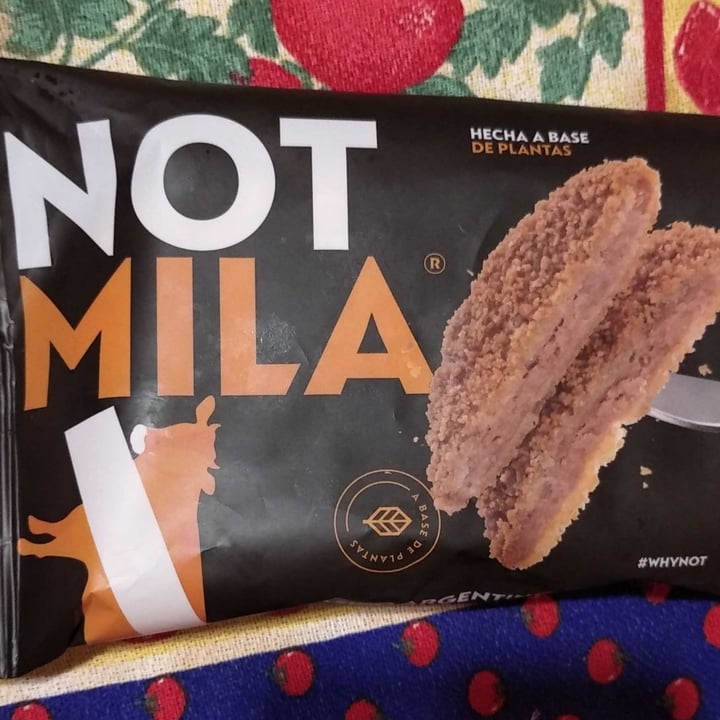 NOT
MILA®
HECHA A BASE
DE PLANTAS
A BASE DE PLANTAS
#WHYNOT